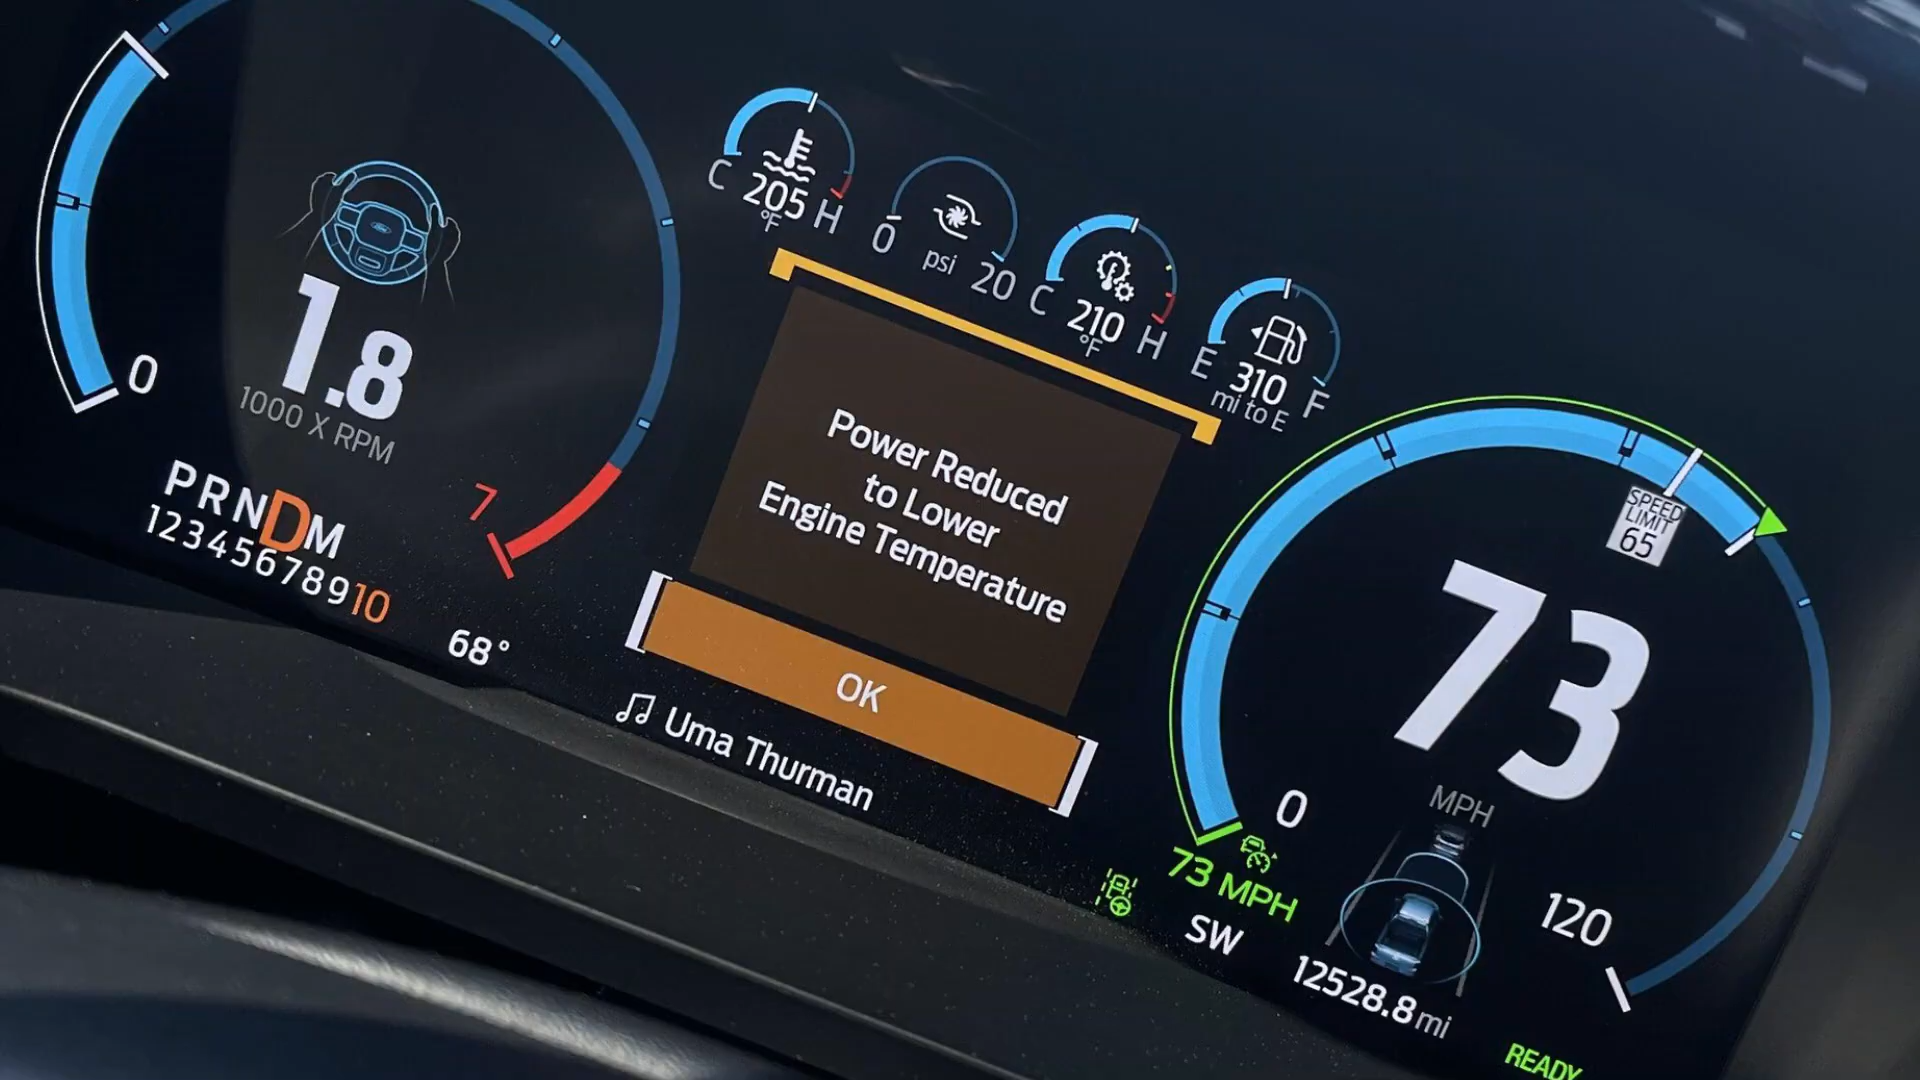 C 205 H
°F
0 psi 20
C 210 H
°F
E 310 F
mi to E
0
1.8
1000 X RPM
7
PRNDM
12345678910
68°
Power Reduced
to Lower
Engine Temperature
OK
Uma Thurman
SPEED
LIMIT
65
73
MPH
0
120
73 MPH
SW
12528.8 mi
READY